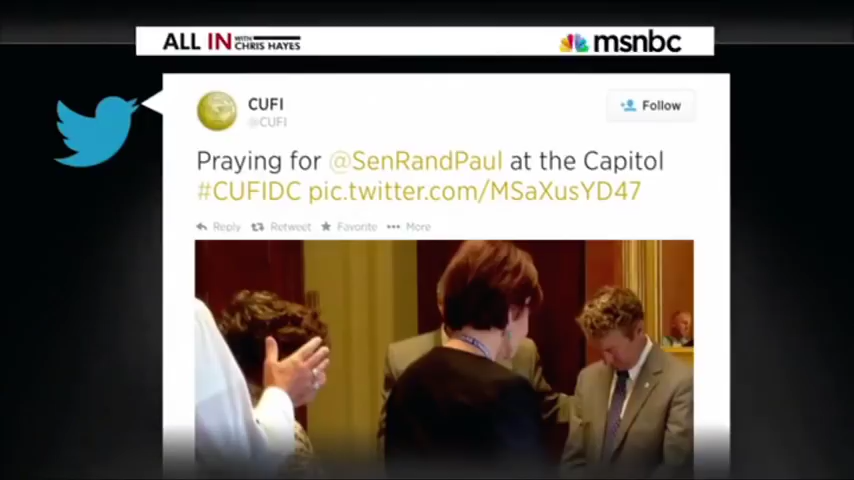 ALL IN WITH CHRIS HAYES
msnbc
CUFI
@CUFI
Follow
Praying for @SenRandPaul at the Capitol
#CUFIDC pic.twitter.com/MSaXusYD47
Reply Retweet Favorite More